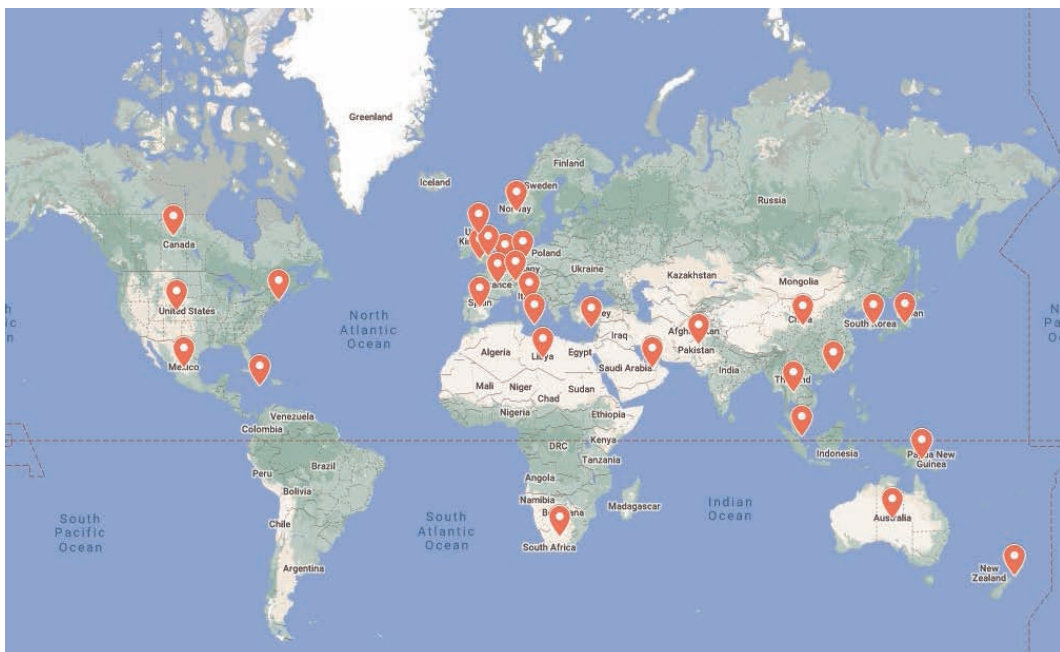 Greenland
Iceland
Finland
Sweden
Norway
Russia
Canada
Poland
Ukraine
Kazakhstan
Mongolia
United States
North
Atlantic
Ocean
South Korea
Iraq
Pakistan
Algeria
Libya
Egypt
Saudi Arabia
India
Mexico
Mali
Niger
Chad
Sudan
Nigeria
Ethiopia
Venezuela
Colombia
DRC
Kenya
Tanzania
Indonesia
Papua New
Guinea
Peru
Brazil
Bolivia
Angola
Namibia
Madagascar
Chile
South
Pacific
Ocean
South
Atlantic
Ocean
Indian
Ocean
Australia
South Africa
Argentina
New
Zealand